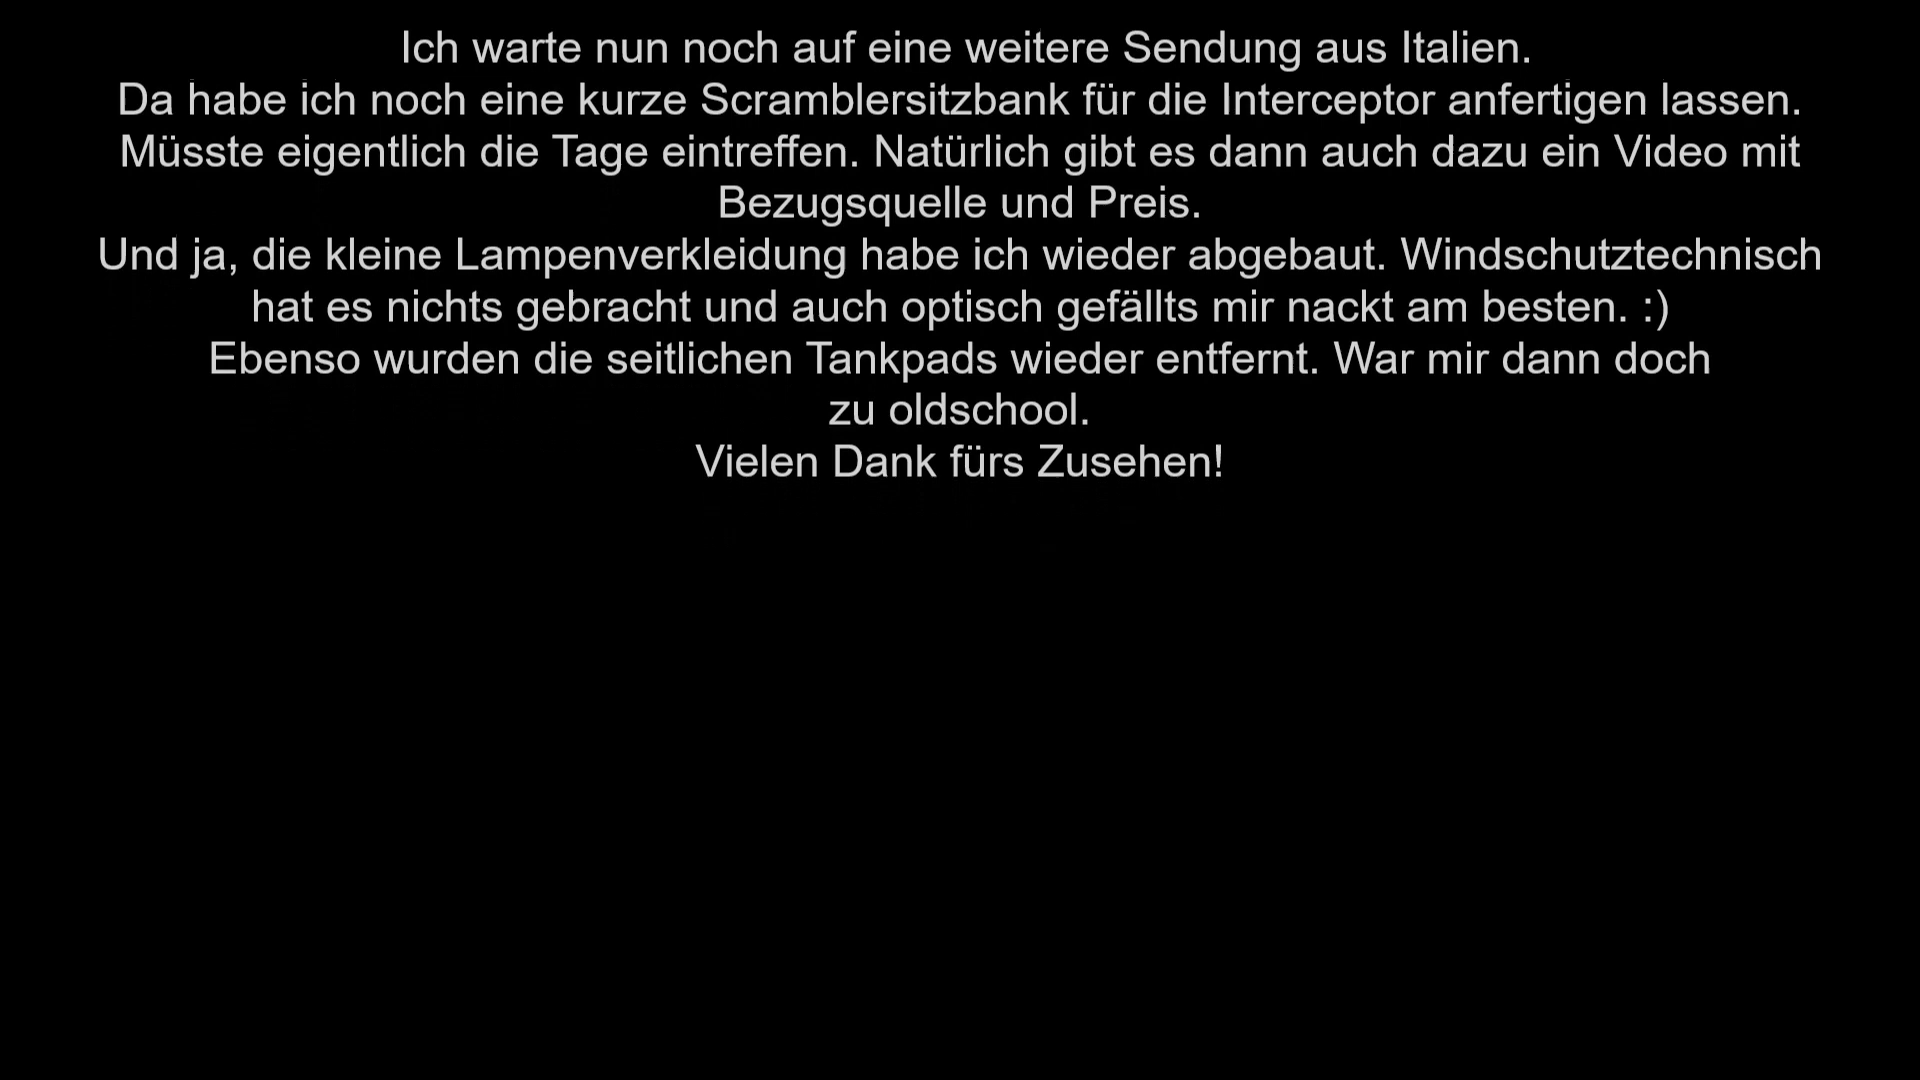 Ich warte nun noch auf eine weitere Sendung aus Italien.
Da habe ich noch eine kurze Scramblersitzbank für die Interceptor anfertigen lassen.
Müsste eigentlich die Tage eintreffen. Natürlich gibt es dann auch dazu ein Video mit
Bezugsquelle und Preis.
Und ja, die kleine Lampenverkleidung habe ich wieder abgebaut. Windschutztechnisch
hat es nichts gebracht und auch optisch gefällts mir nackt am besten. :)
Ebenso wurden die seitlichen Tankpads wieder entfernt. War mir dann doch
zu oldschool.
Vielen Dank fürs Zusehen!